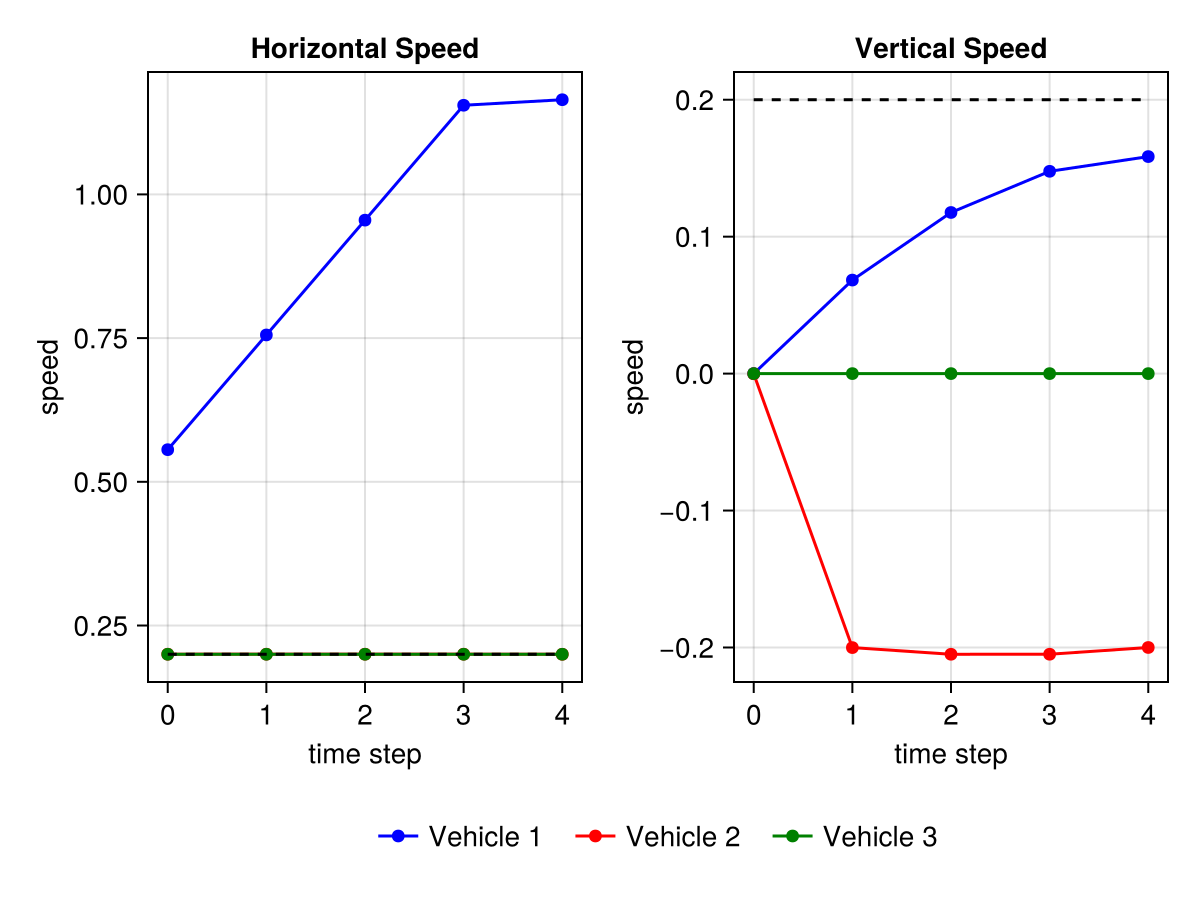 Horizontal Speed
speed
1.00
0.75
0.50
0.25
0 1 2 3 4
time step
Vertical Speed
speed
0.2
0.1
0.0
−0.1
−0.2
0 1 2 3 4
time step
Vehicle 1 Vehicle 2 Vehicle 3